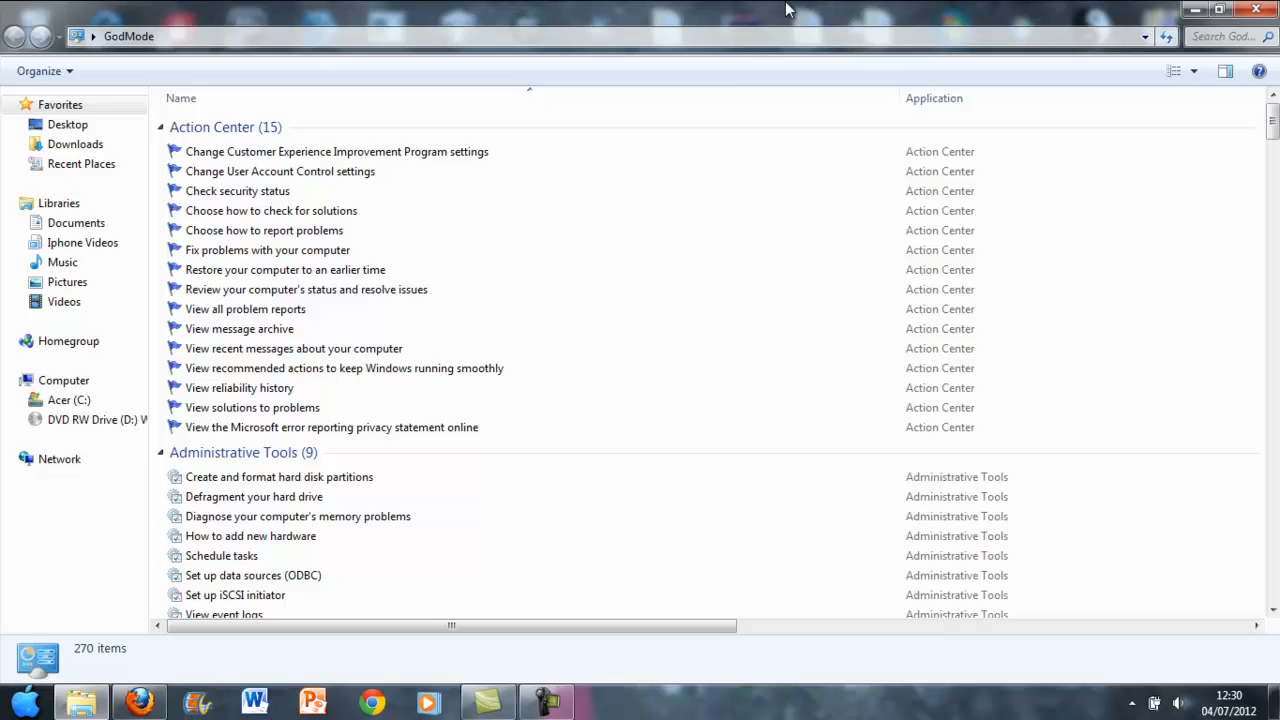 GodMode
Search God...
Organize
Favorites
Desktop
Downloads
Recent Places
Libraries
Documents
Iphone Videos
Music
Pictures
Videos
Homegroup
Computer
Acer (C:)
DVD RW Drive (D:) W
Network
Name Application
Action Center (15)
Change Customer Experience Improvement Program settings Action Center
Change User Account Control settings Action Center
Check security status Action Center
Choose how to check for solutions Action Center
Choose how to report problems Action Center
Fix problems with your computer Action Center
Restore your computer to an earlier time Action Center
Review your computer's status and resolve issues Action Center
View all problem reports Action Center
View message archive Action Center
View recent messages about your computer Action Center
View recommended actions to keep Windows running smoothly Action Center
View reliability history Action Center
View solutions to problems Action Center
View the Microsoft error reporting privacy statement online Action Center
Administrative Tools (9)
Create and format hard disk partitions Administrative Tools
Defragment your hard drive Administrative Tools
Diagnose your computer's memory problems Administrative Tools
How to add new hardware Administrative Tools
Schedule tasks Administrative Tools
Set up data sources (ODBC) Administrative Tools
Set up iSCSI initiator Administrative Tools
View event logs Administrative Tools
270 items
12:30
04/07/2012